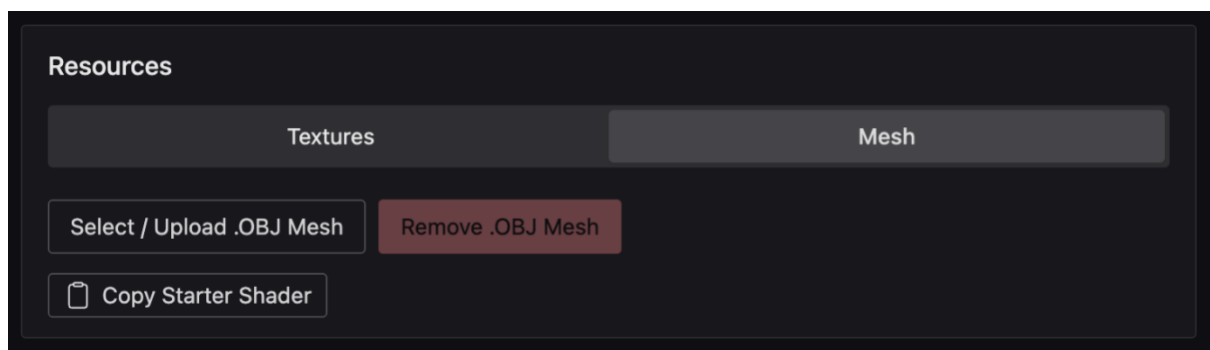 Resources
Textures Mesh
Select / Upload .OBJ Mesh Remove .OBJ Mesh
Copy Starter Shader